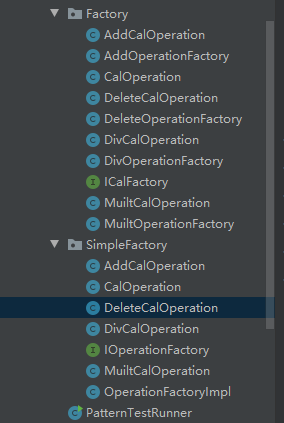 Factory
AddCalOperation
AddOperationFactory
CalOperation
DeleteCalOperation
DeleteOperationFactory
DivCalOperation
DivOperationFactory
ICalFactory
MuiltCalOperation
MuiltOperationFactory
SimpleFactory
AddCalOperation
CalOperation
DeleteCalOperation
DivCalOperation
IOperationFactory
MuiltCalOperation
OperationFactoryImpl
PatternTestRunner